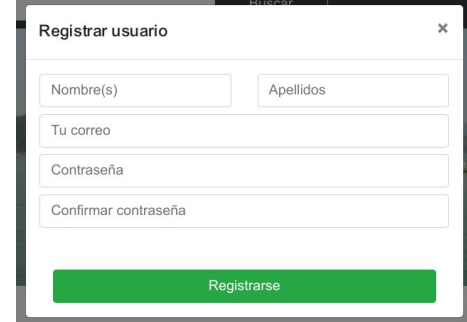 Buscar
Registrar usuario ×
Nombre(s) Apellidos
Tu correo
Contraseña
Confirmar contraseña
Registrarse